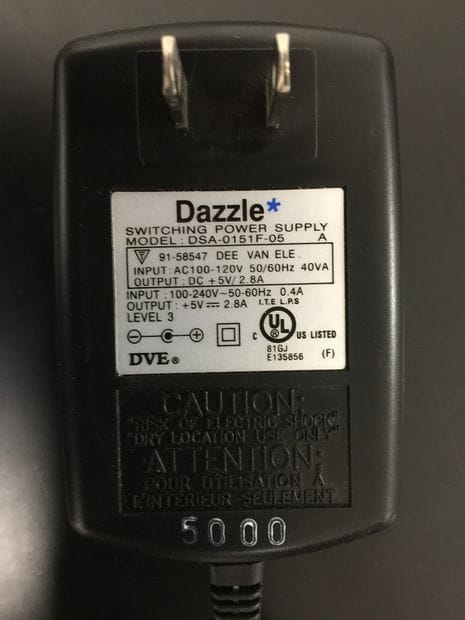 Dazzle*
SWITCHING POWER SUPPLY
MODEL : DSA-0151F-05 A
91-58547 DEE VAN ELE.
INPUT: AC100-120V 50/60Hz 40VA
OUTPUT: DC +5V/2.8A
INPUT :100-240V~50-60Hz 0.4A
OUTPUT : +5V⎓2.8A I.T.E L.P.S
LEVEL 3
C UL US LISTED
81GJ
DVE® E135856 (F)
CAUTION:
"RISK OF ELECTRIC SHOCK"
"DRY LOCATION USE ONLY"
ATTENTION:
POUR UTILISATION À
L'INTÉRIEUR SEULEMENT
5000